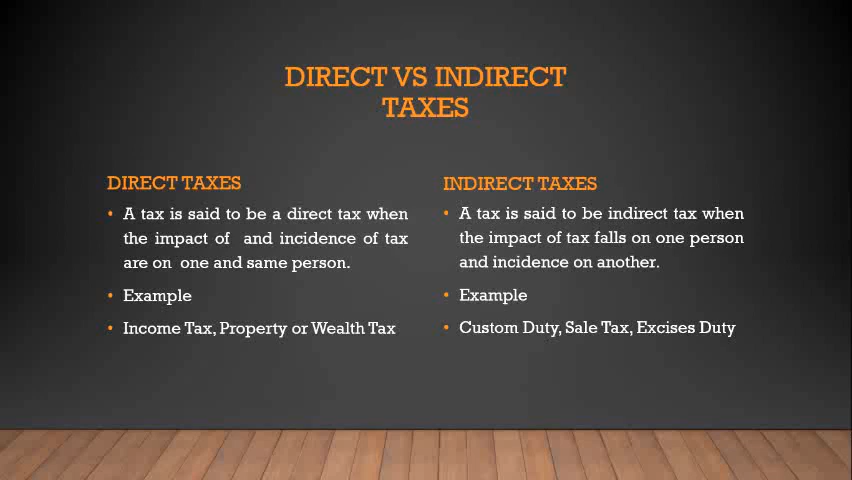 DIRECT VS INDIRECT
TAXES
DIRECT TAXES
• A tax is said to be a direct tax when
the impact of and incidence of tax
are on one and same person.
• Example
• Income Tax, Property or Wealth Tax
INDIRECT TAXES
• A tax is said to be indirect tax when
the impact of tax falls on one person
and incidence on another.
• Example
• Custom Duty, Sale Tax, Excises Duty